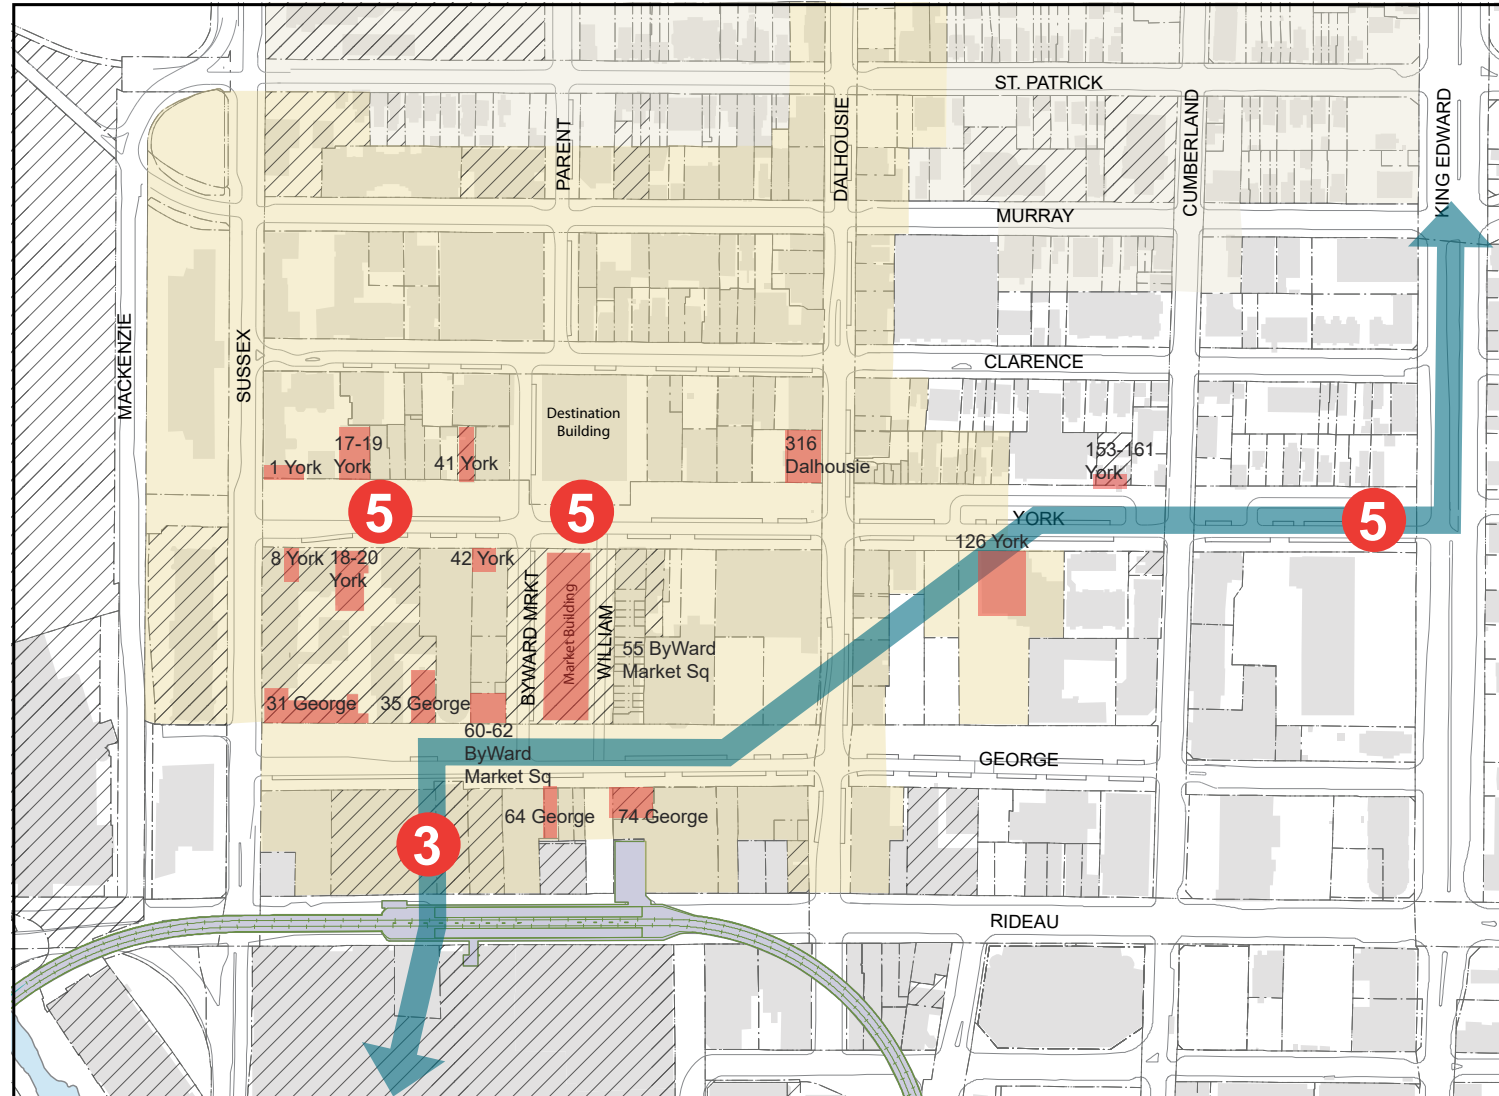 ST. PATRICK
PARENT
DALHOUSIE
CUMBERLAND
KING EDWARD
MURRAY
MACKENZIE
SUSSEX
CLARENCE
Destination
Building
17-19
York
1 York
41 York
316
Dalhousie
153-161
York
5
5
5
YORK
126 York
8 York
18-20
York
42 York
BYWARD MRKT
Market Building
WILLIAM
55 ByWard
Market Sq
31 George
35 George
60-62
ByWard
Market Sq
GEORGE
64 George
74 George
3
RIDEAU